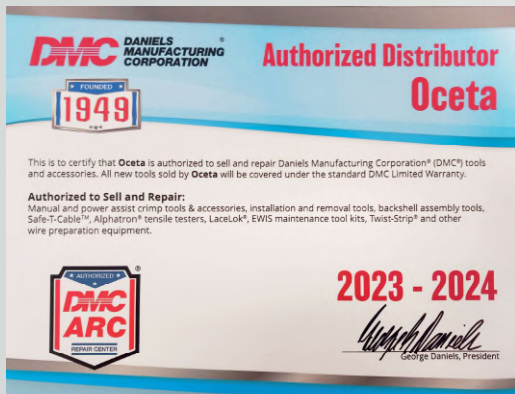 DMC DANIELS
MANUFACTURING
CORPORATION®
FOUNDED
1949
Authorized Distributor
Oceta
This is to certify that Oceta is authorized to sell and repair Daniels Manufacturing Corporation® (DMC®) tools
and accessories. All new tools sold by Oceta will be covered under the standard DMC Limited Warranty.
Authorized to Sell and Repair:
Manual and power assist crimp tools & accessories, installation and removal tools, backshell assembly tools,
Safe-T-Cable™, Alphatron® tensile testers, LaceLok®, EWIS maintenance tool kits, Twist-Strip® and other
wire preparation equipment.
AUTHORIZED
DMC
ARC
REPAIR CENTER
®
2023 - 2024
George Daniels
George Daniels, President